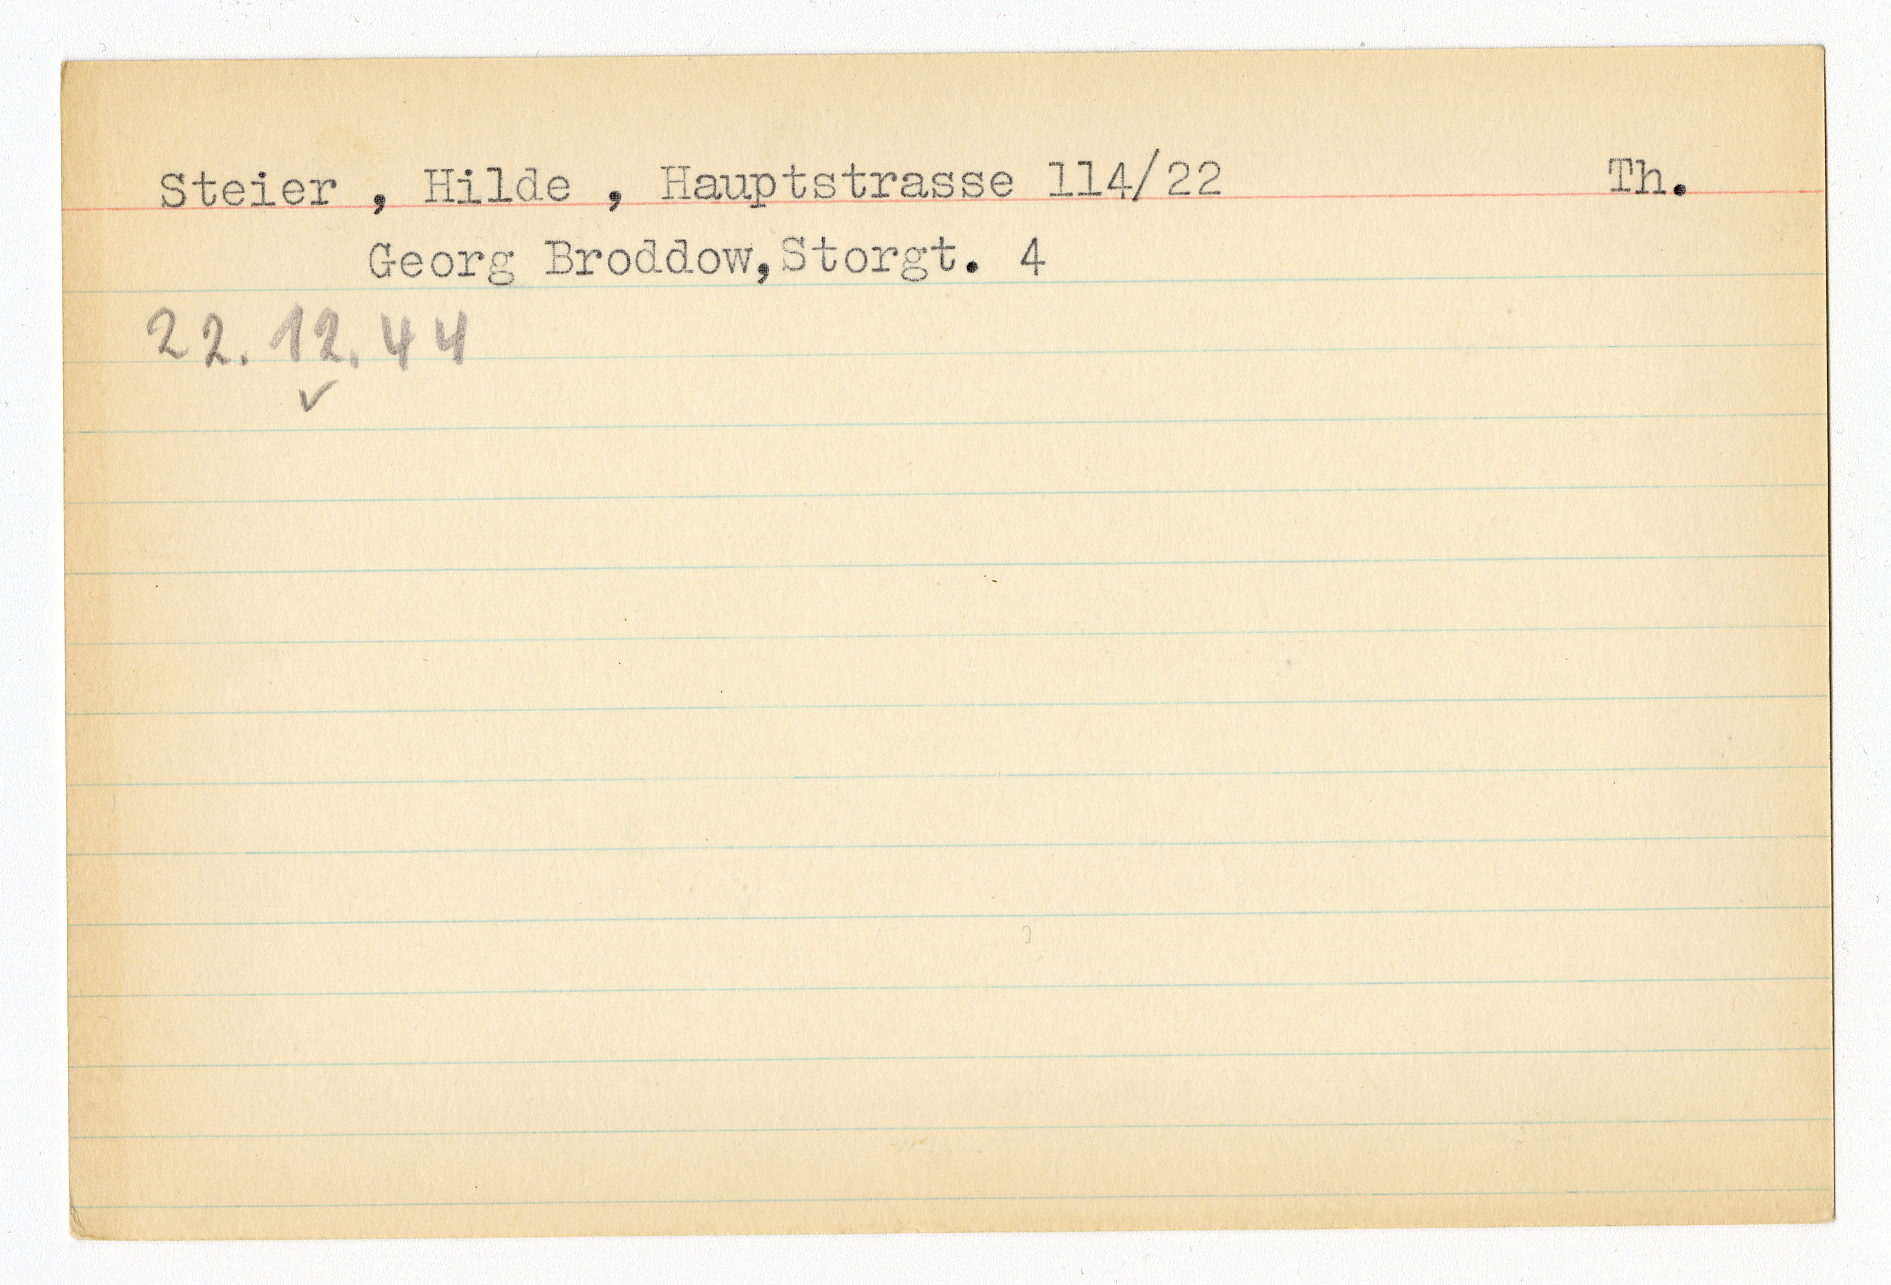 Steier , Hilde , Hauptstrasse 114/22 Th.
Georg Broddow,Storgt. 4
22.12.44
✓